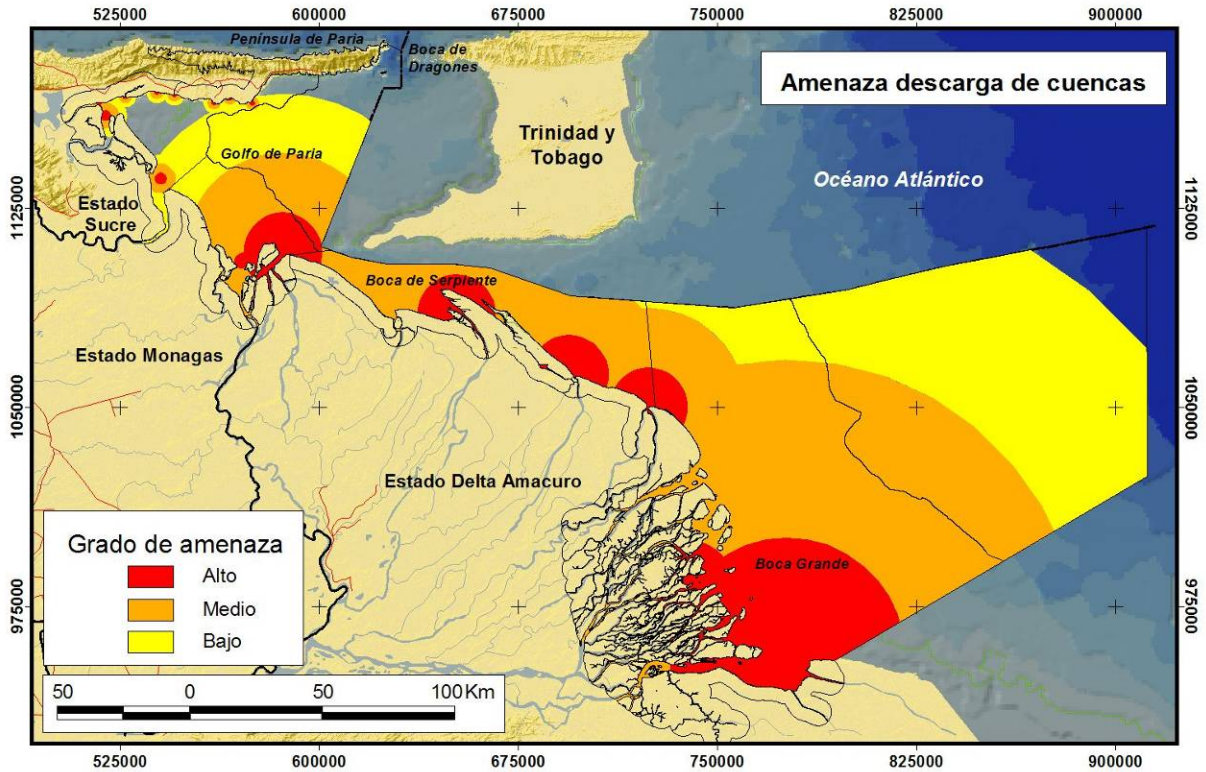 525000 600000 675000 750000 825000 900000
Península de Paria
Boca de
Dragones
Amenaza descarga de cuencas
Trinidad y
Tobago
Golfo de Paria
Océano Atlántico
Estado
Sucre
1125000
1125000
Boca de Serpiente
Estado Monagas
1050000
1050000
Estado Delta Amacuro
Grado de amenaza
Alto
Medio
Bajo
Boca Grande
975000
975000
50 0 50 100Km
525000 600000 675000 750000 825000 900000